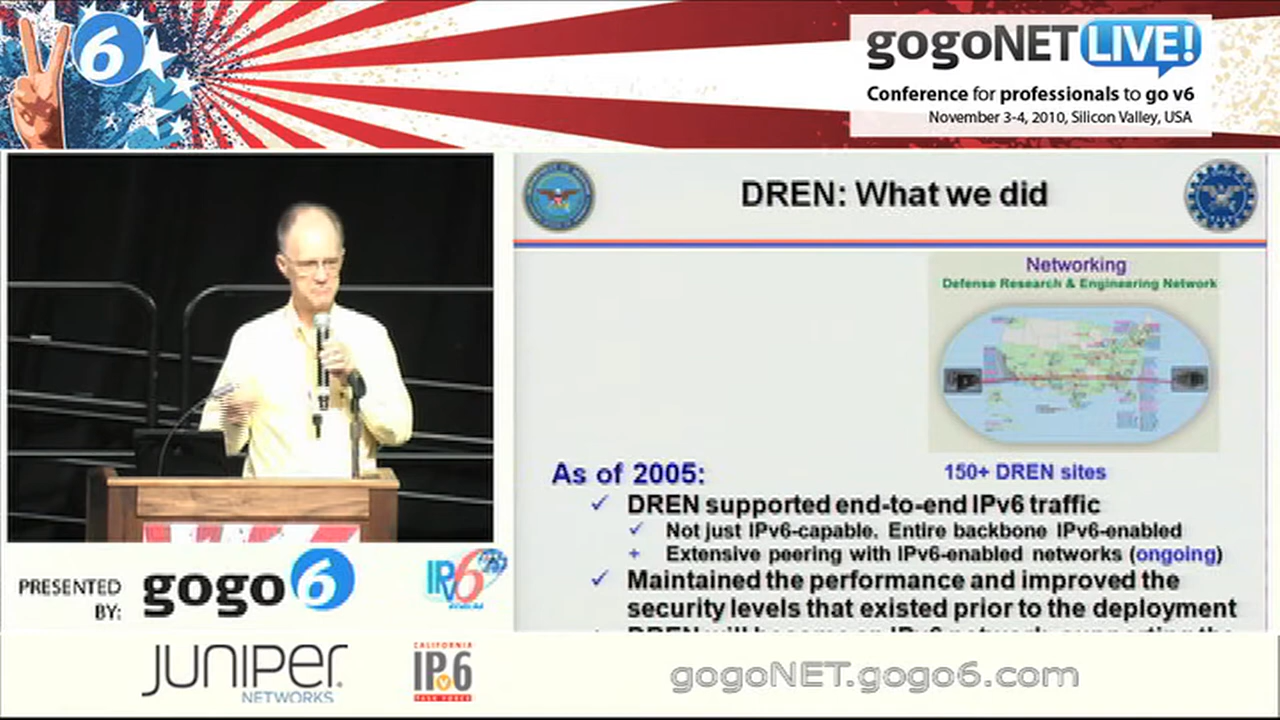 6
gogoNET LIVE!
Conference for professionals to go v6
November 3-4, 2010, Silicon Valley, USA
DREN: What we did
Networking
Defense Research & Engineering Network
As of 2005:
150+ DREN sites
✓ DREN supported end-to-end IPv6 traffic
✓ Not just IPv6-capable. Entire backbone IPv6-enabled
+ Extensive peering with IPv6-enabled networks (ongoing)
✓ Maintained the performance and improved the
security levels that existed prior to the deployment
PRESENTED
BY:
gogo6
IPv6
JUNIPer
NETWORKS
CALIFORNIA
IPv6
TASK FORCE
gogoNET.gogo6.com